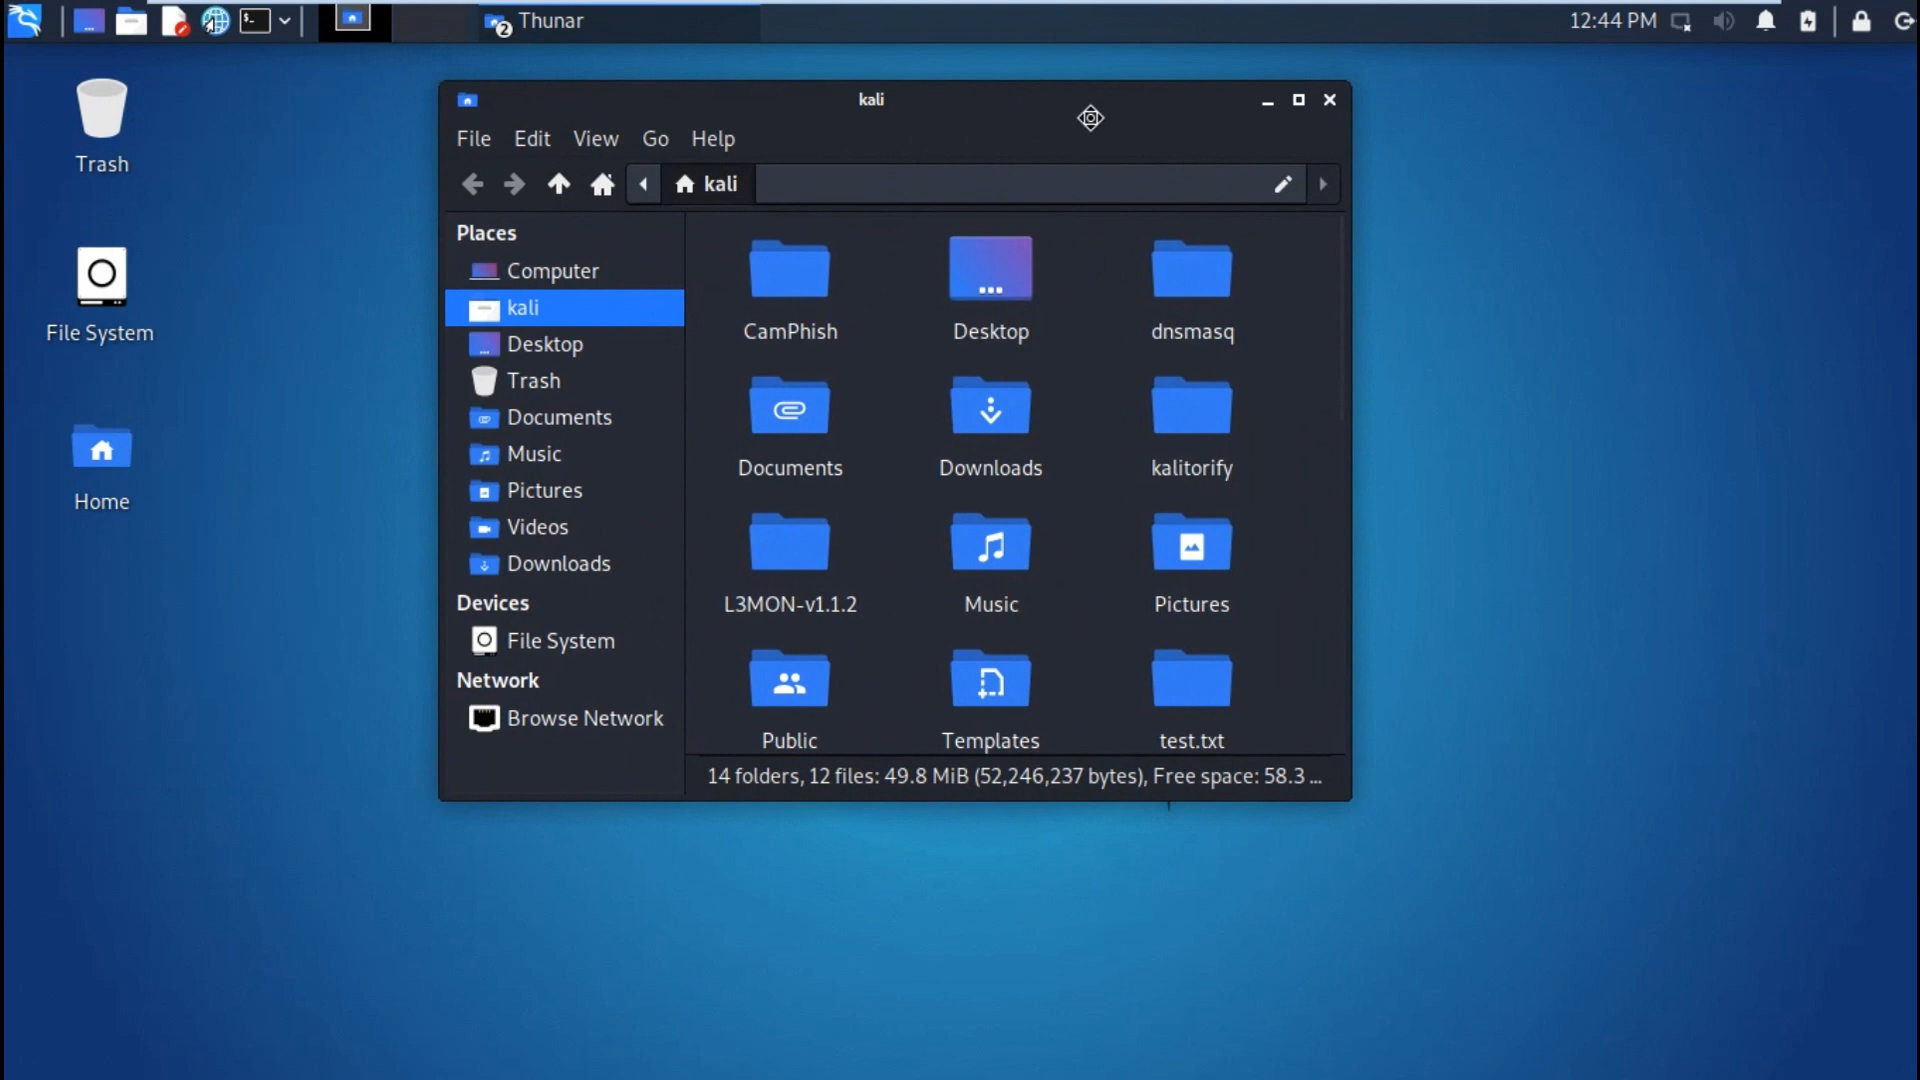 2 Thunar
12:44 PM
Trash
File System
Home
kali
File Edit View Go Help
kali
Places
Computer
kali
Desktop
Trash
Documents
Music
Pictures
Videos
Downloads
Devices
File System
Network
Browse Network
CamPhish Desktop dnsmasq
Documents Downloads kalitorify
L3MON-v1.1.2 Music Pictures
Public Templates test.txt
14 folders, 12 files: 49.8 MiB (52,246,237 bytes), Free space: 58.3 ...